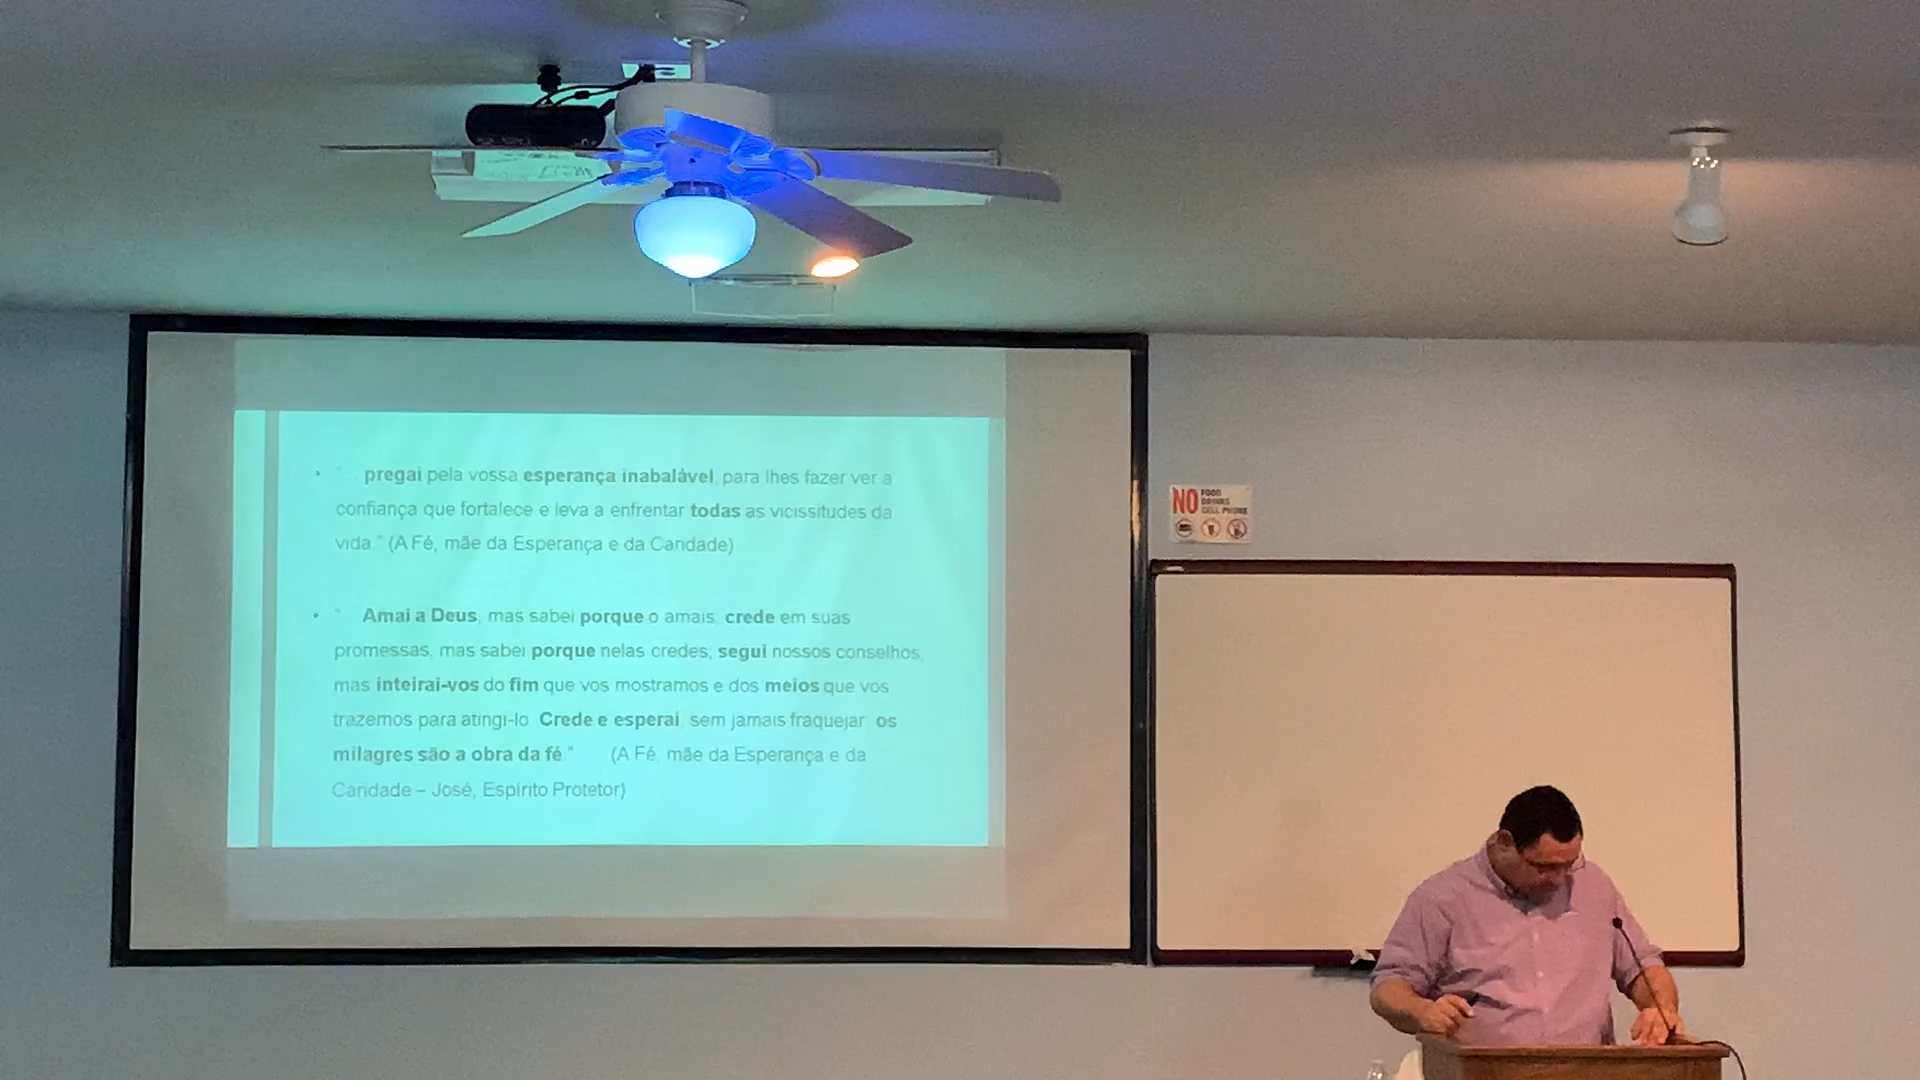 • "... pregai pela vossa esperança inabalável, para lhes fazer ver a
confiança que fortalece e leva a enfrentar todas as vicissitudes da
vida." (A Fé, mãe da Esperança e da Caridade)
• " Amai a Deus, mas sabei porque o amais, crede em suas
promessas, mas sabei porque nelas credes; segui nossos conselhos,
mas inteirai-vos do fim que vos mostramos e dos meios que vos
trazemos para atingi-lo. Crede e esperai, sem jamais fraquejar: os
milagres são a obra da fé." (A Fé, mãe da Esperança e da
Caridade – José, Espírito Protetor)
NO FOOD
DRINKS
CELL PHONE